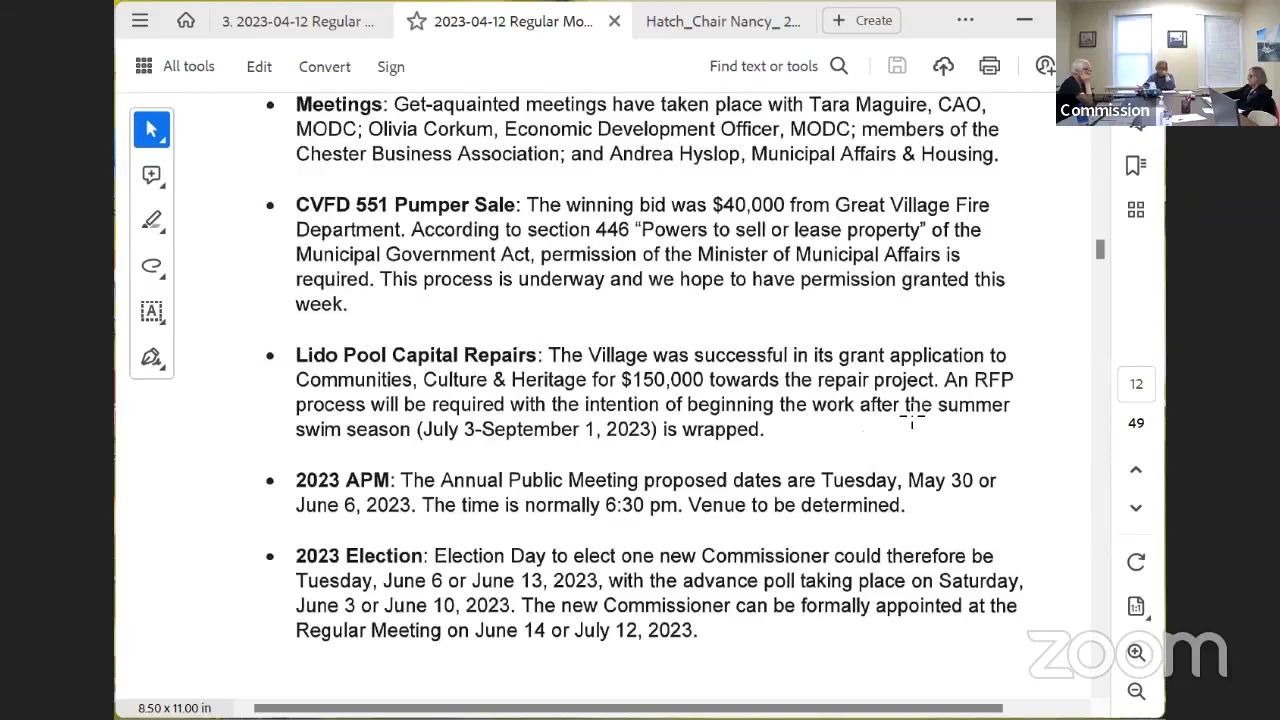 3. 2023-04-12 Regular ...
2023-04-12 Regular Mo...
Hatch_Chair Nancy_ 2...
Create
All tools
Edit
Convert
Sign
Find text or tools
Commission
• Meetings: Get-aquainted meetings have taken place with Tara Maguire, CAO,
MODC; Olivia Corkum, Economic Development Officer, MODC; members of the
Chester Business Association; and Andrea Hyslop, Municipal Affairs & Housing.
• CVFD 551 Pumper Sale: The winning bid was $40,000 from Great Village Fire
Department. According to section 446 “Powers to sell or lease property” of the
Municipal Government Act, permission of the Minister of Municipal Affairs is
required. This process is underway and we hope to have permission granted this
week.
• Lido Pool Capital Repairs: The Village was successful in its grant application to
Communities, Culture & Heritage for $150,000 towards the repair project. An RFP
process will be required with the intention of beginning the work after the summer
swim season (July 3-September 1, 2023) is wrapped.
• 2023 APM: The Annual Public Meeting proposed dates are Tuesday, May 30 or
June 6, 2023. The time is normally 6:30 pm. Venue to be determined.
• 2023 Election: Election Day to elect one new Commissioner could therefore be
Tuesday, June 6 or June 13, 2023, with the advance poll taking place on Saturday,
June 3 or June 10, 2023. The new Commissioner can be formally appointed at the
Regular Meeting on June 14 or July 12, 2023.
12
49
1:1
zoom
8.50 x 11.00 in